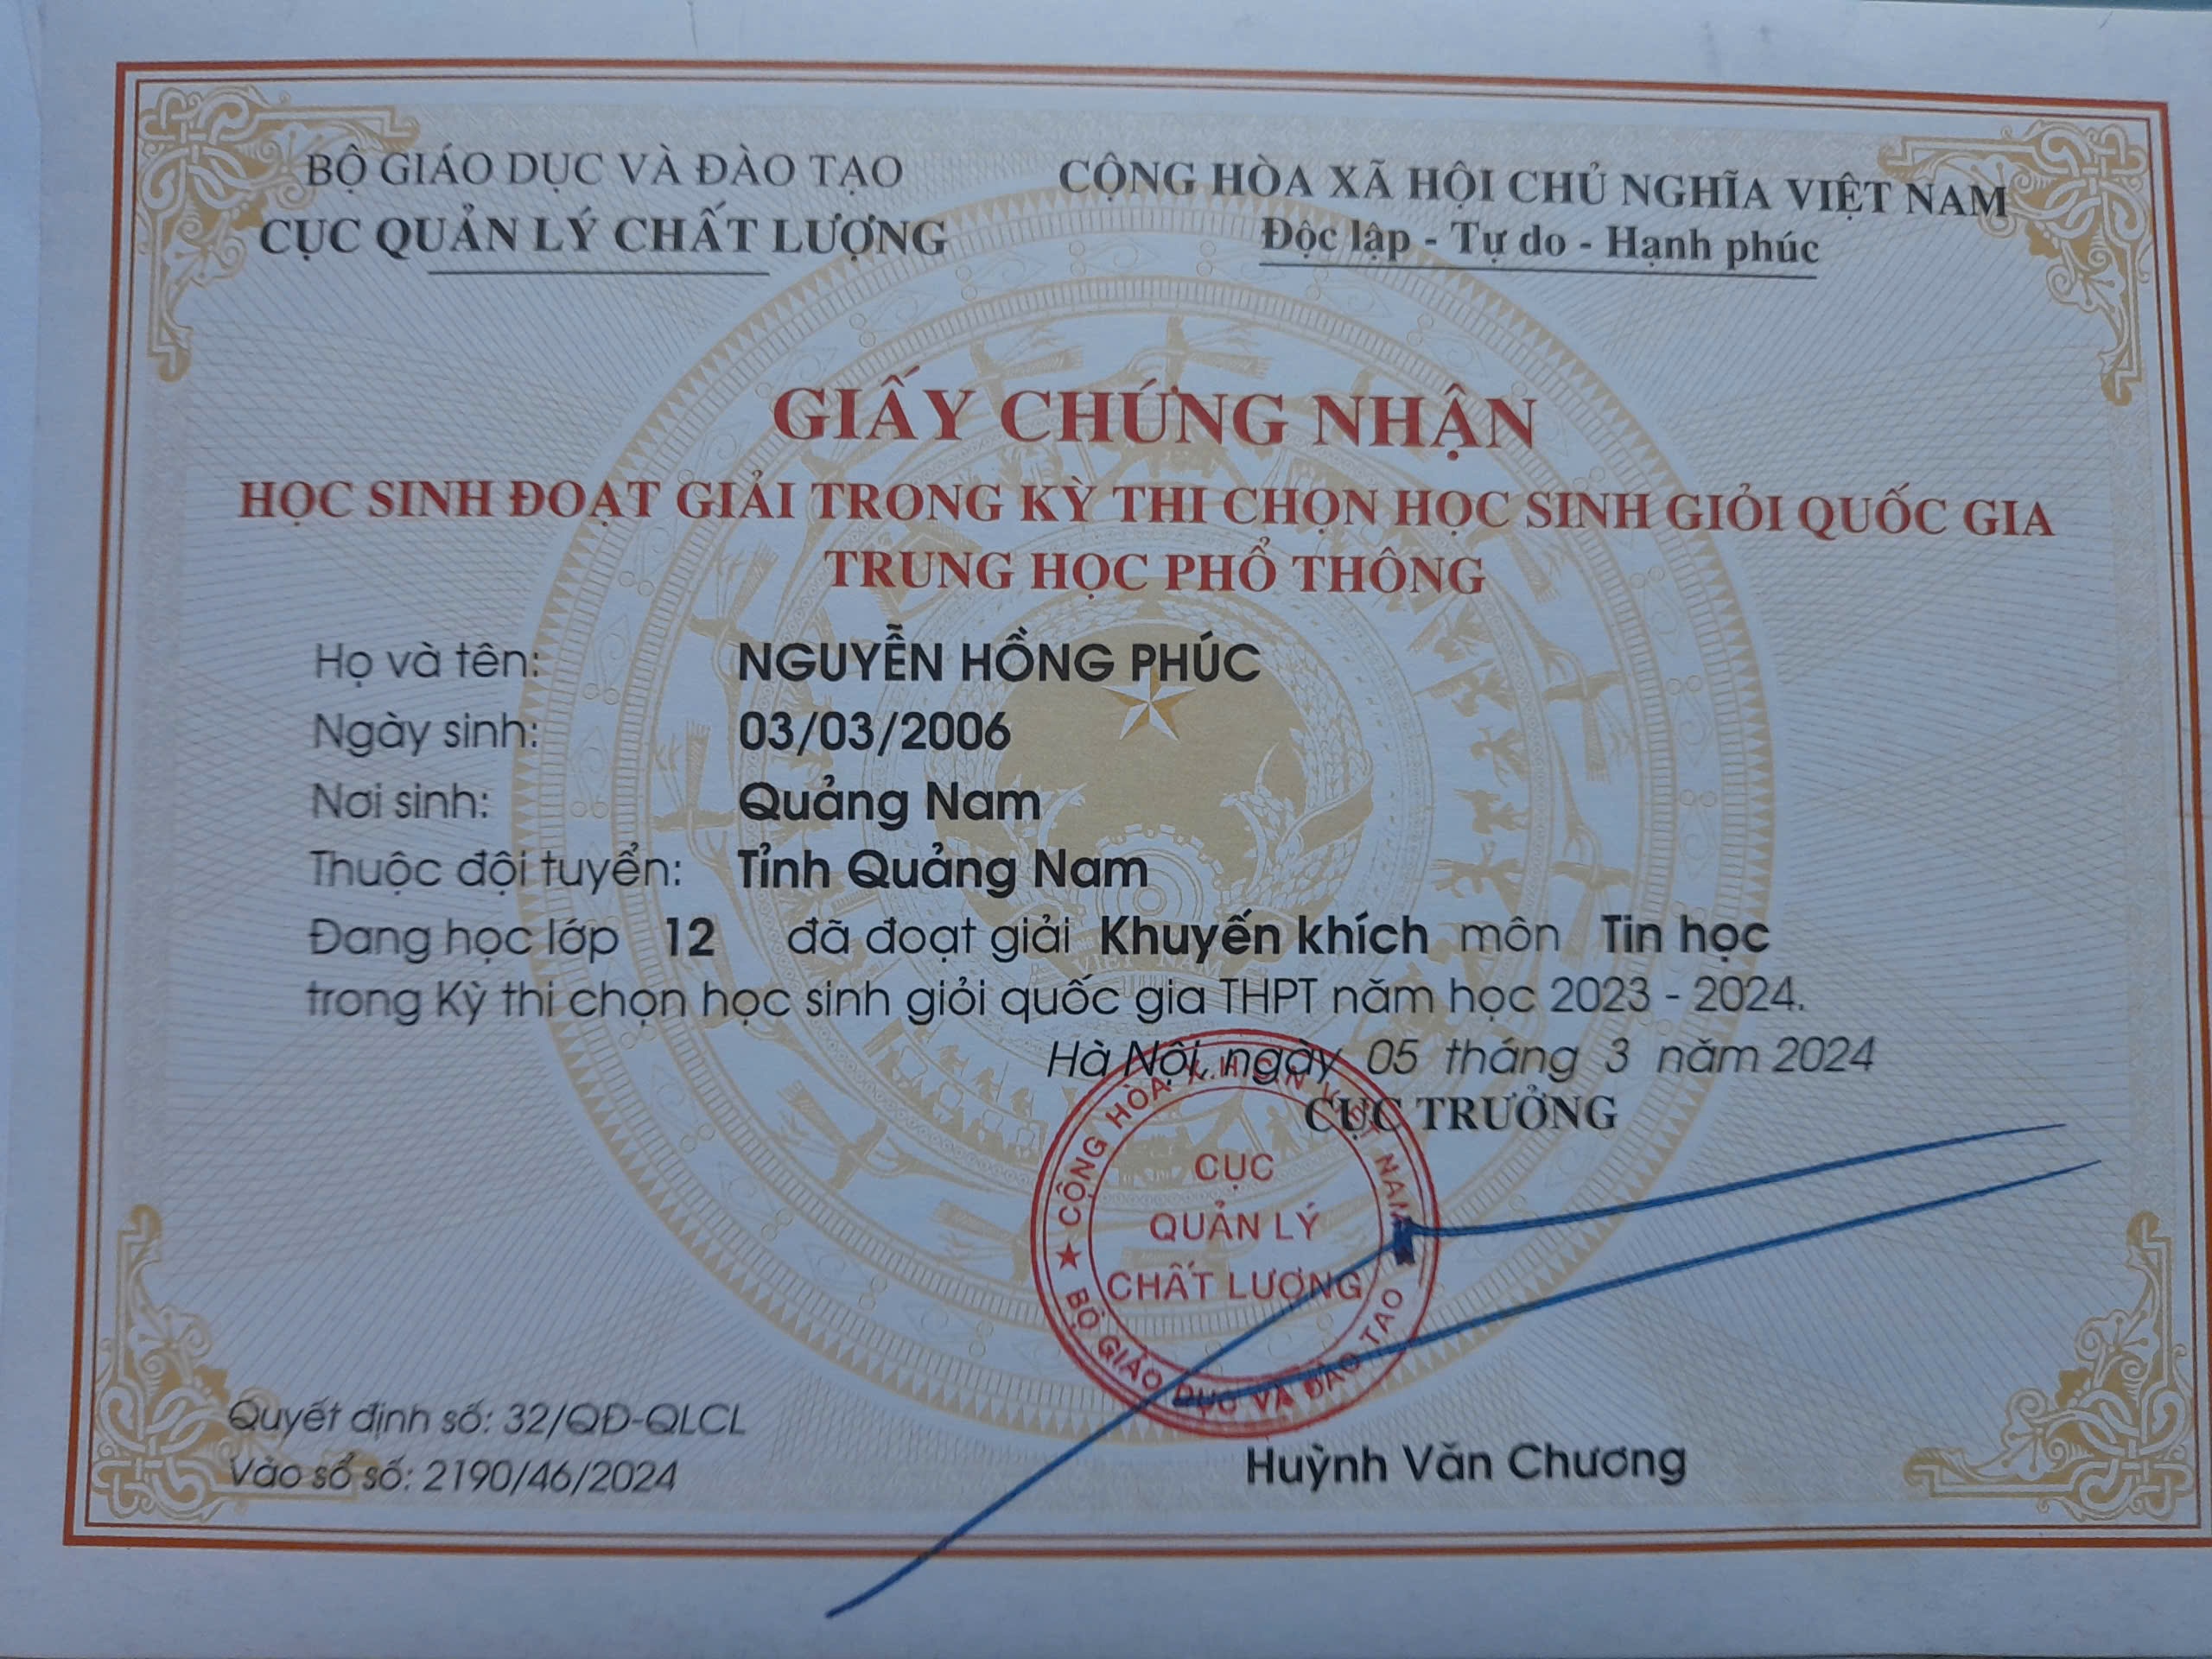 BỘ GIÁO DỤC VÀ ĐÀO TẠO
CỤC QUẢN LÝ CHẤT LƯỢNG
CỘNG HÒA XÃ HỘI CHỦ NGHĨA VIỆT NAM
Độc lập - Tự do - Hạnh phúc
GIẤY CHỨNG NHẬN
HỌC SINH ĐOẠT GIẢI TRONG KỲ THI CHỌN HỌC SINH GIỎI QUỐC GIA
TRUNG HỌC PHỔ THÔNG
Họ và tên: NGUYỄN HỒNG PHÚC
Ngày sinh: 03/03/2006
Nơi sinh: Quảng Nam
Thuộc đội tuyển: Tỉnh Quảng Nam
Đang học lớp 12 đã đoạt giải Khuyến khích môn Tin học
trong Kỳ thi chọn học sinh giỏi quốc gia THPT năm học 2023 - 2024.
Hà Nội, ngày 05 tháng 3 năm 2024
CỤC TRƯỞNG
CỘNG HÒA X.H.C.N VIỆT NAM
CỤC
QUẢN LÝ
CHẤT LƯỢNG
BỘ GIÁO DỤC VÀ ĐÀO TẠO
Huỳnh Văn Chương
Quyết định số: 32/QĐ-QLCL
Vào sổ số: 2190/46/2024
VIỆT NAM